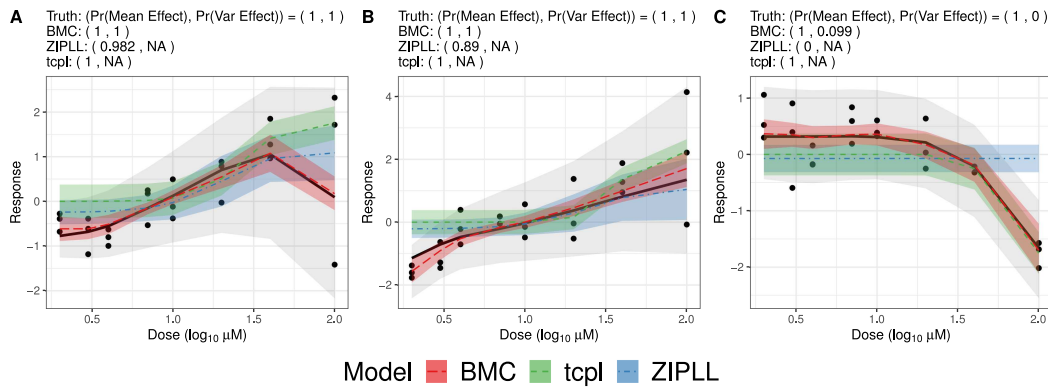 A
Truth: (Pr(Mean Effect), Pr(Var Effect)) = ( 1 , 1 )
BMC: ( 1 , 1 )
ZIPLL: ( 0.982 , NA )
tcpl: ( 1 , NA )
Response
2
1
0
−1
−2
0.5
1.0
1.5
2.0
Dose (log10 μM)
B
Truth: (Pr(Mean Effect), Pr(Var Effect)) = ( 1 , 1 )
BMC: ( 1 , 1 )
ZIPLL: ( 0.89 , NA )
tcpl: ( 1 , NA )
Response
4
2
0
−2
0.5
1.0
1.5
2.0
Dose (log10 μM)
C
Truth: (Pr(Mean Effect), Pr(Var Effect)) = ( 1 , 0 )
BMC: ( 1 , 0.099 )
ZIPLL: ( 0 , NA )
tcpl: ( 1 , NA )
Response
1
0
−1
−2
0.5
1.0
1.5
2.0
Dose (log10 μM)
Model BMC tcpl ZIPLL